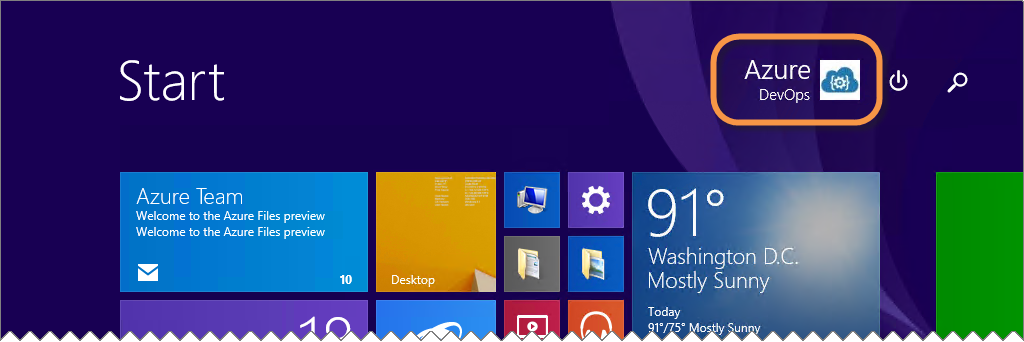 Start
Azure
DevOps
Azure Team
Welcome to the Azure Files preview
Welcome to the Azure Files preview
10
Desktop
91°
Washington D.C.
Mostly Sunny
Today
91°/75° Mostly Sunny